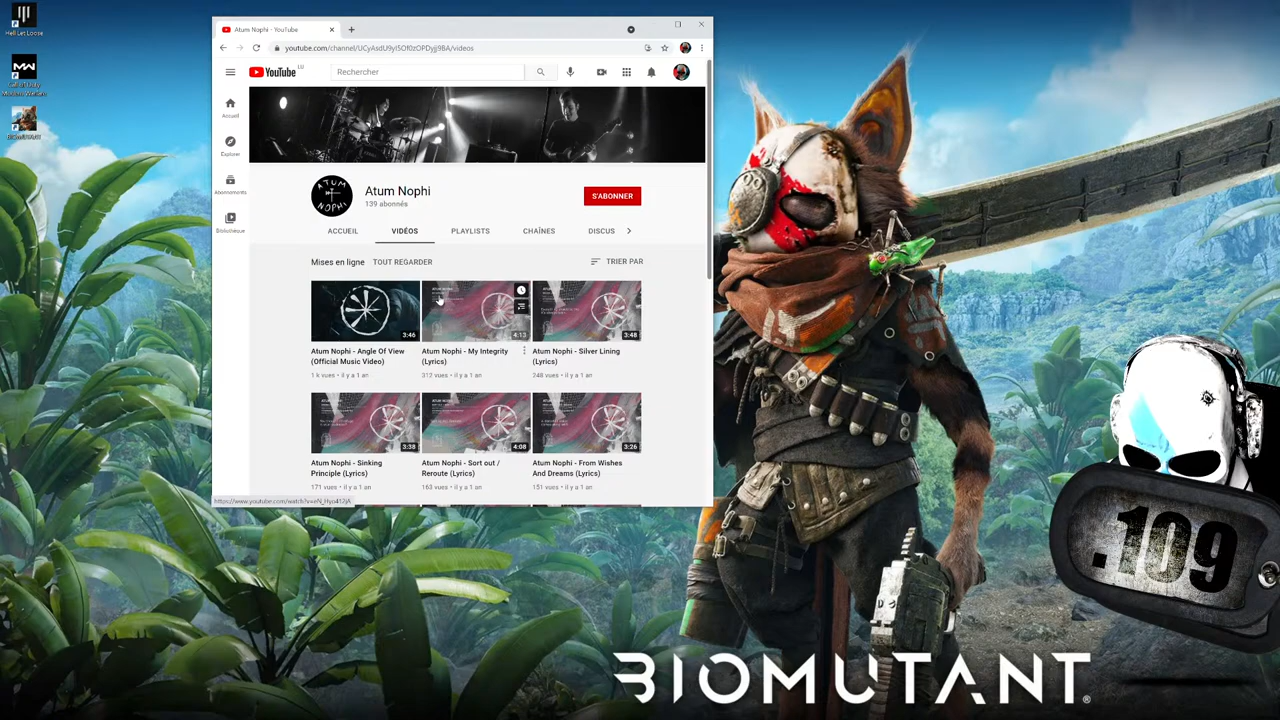 Hell Let Loose
BIOMUTANT
Atum Nophi - YouTube
youtube.com/channel/UCyAsdU9yI5Of0zOPDyjj9BA/videos
YouTube LU
Rechercher
Accueil
Explorer
Abonnements
Bibliothèque
ATUM
NOPHI
Atum Nophi
139 abonnés
S'ABONNER
ACCUEIL VIDÉOS PLAYLISTS CHAÎNES DISCUS
Mises en ligne TOUT REGARDER TRIER PAR
3:46 4:13 3:48
Atum Nophi - Angle Of View
(Official Music Video)
1 k vues • il y a 1 an
Atum Nophi - My Integrity
(Lyrics)
312 vues • il y a 1 an
Atum Nophi - Silver Lining
(Lyrics)
248 vues • il y a 1 an
3:38 4:08 3:26
Atum Nophi - Sinking
Principle (Lyrics)
171 vues • il y a 1 an
Atum Nophi - Sort out /
Reroute (Lyrics)
163 vues • il y a 1 an
Atum Nophi - From Wishes
And Dreams (Lyrics)
151 vues • il y a 1 an
.109
BIOMUTANT®